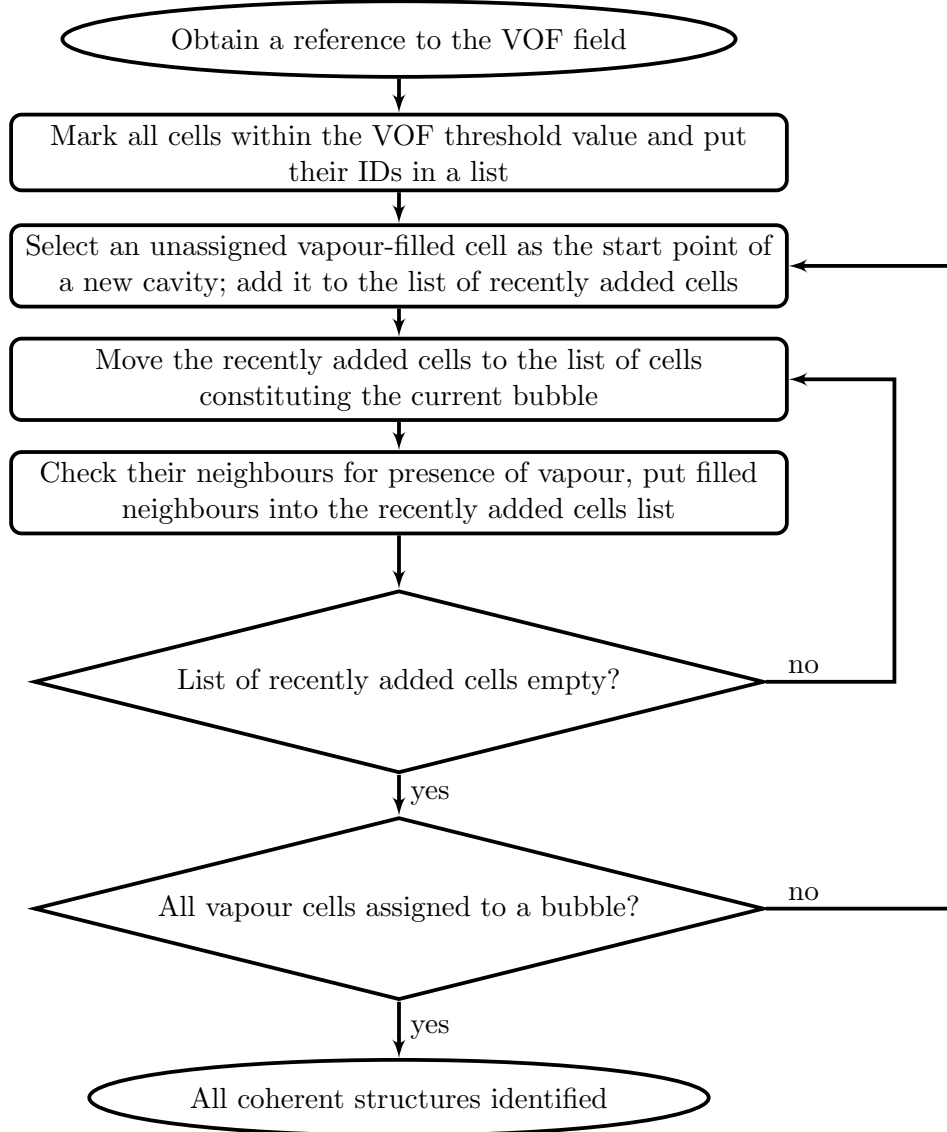 Obtain a reference to the VOF field
Mark all cells within the VOF threshold value and put
their IDs in a list
Select an unassigned vapour-filled cell as the start point of
a new cavity; add it to the list of recently added cells
Move the recently added cells to the list of cells
constituting the current bubble
Check their neighbours for presence of vapour, put filled
neighbours into the recently added cells list
List of recently added cells empty?
no
yes
All vapour cells assigned to a bubble?
no
yes
All coherent structures identified